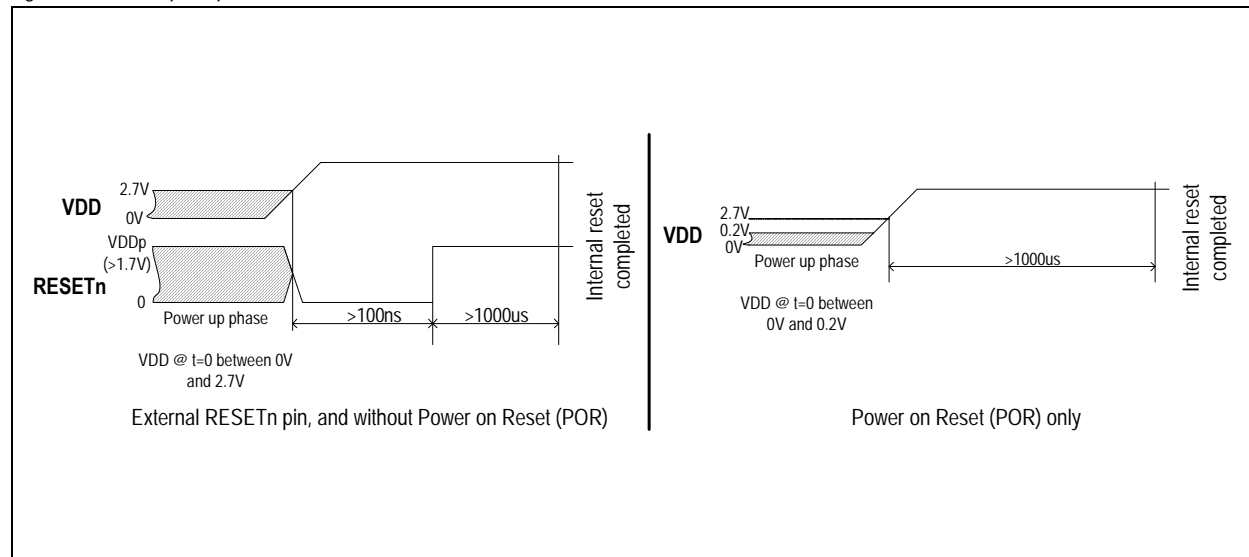 2.7V
VDD
0V
VDDp
(>1.7V)
RESETn
0
Power up phase
>100ns
>1000us
VDD @ t=0 between 0V
and 2.7V
Internal reset
completed
External RESETn pin, and without Power on Reset (POR)
2.7V
0.2V
VDD
0V
Power up phase
>1000us
VDD @ t=0 between
0V and 0.2V
Internal reset
completed
Power on Reset (POR) only